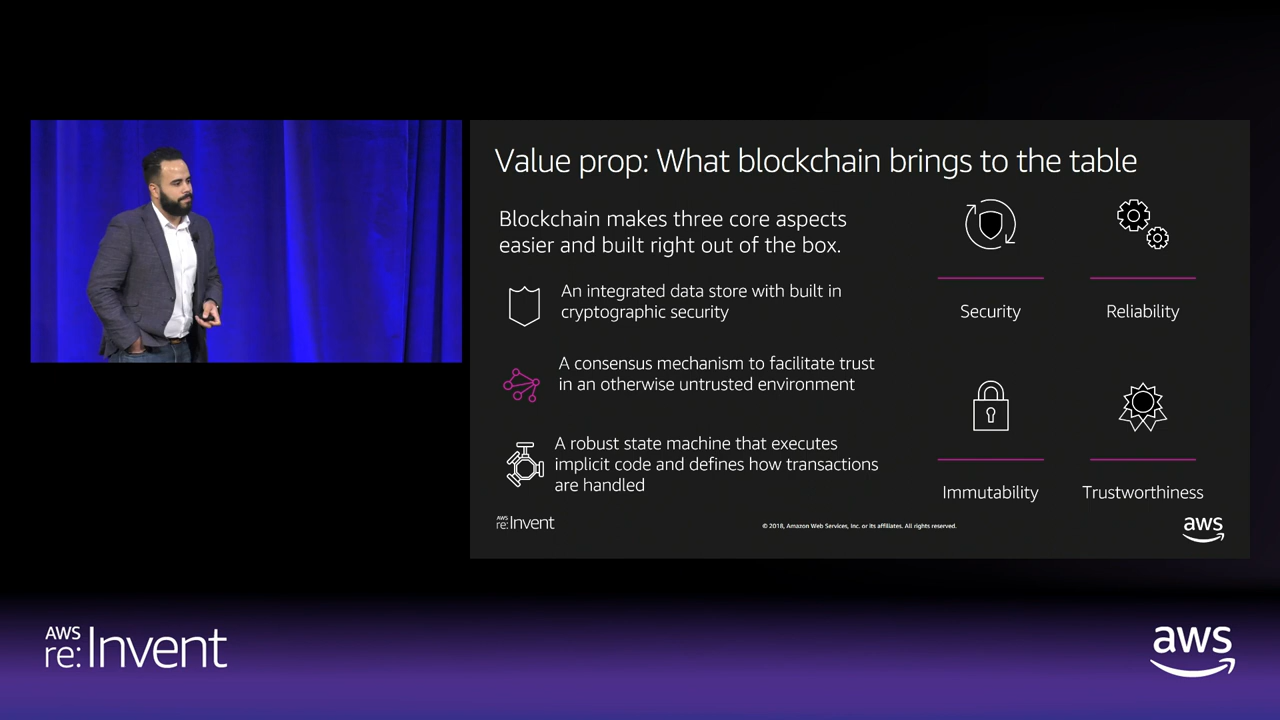 Value prop: What blockchain brings to the table
Blockchain makes three core aspects
easier and built right out of the box.
An integrated data store with built in
cryptographic security
A consensus mechanism to facilitate trust
in an otherwise untrusted environment
A robust state machine that executes
implicit code and defines how transactions
are handled
Security
Reliability
Immutability
Trustworthiness
AWS
re:Invent
© 2018, Amazon Web Services, Inc. or its affiliates. All rights reserved.
aws
AWS
re:Invent
aws